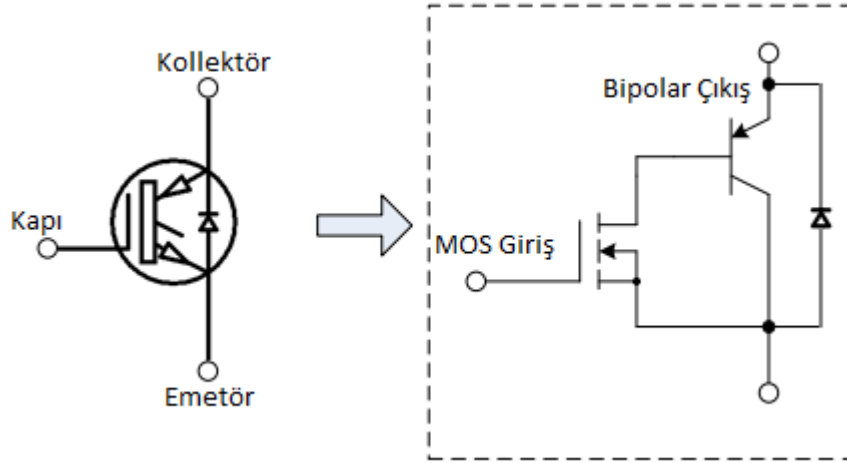 Kollektör
Kapı
Emetör
Bipolar Çıkış
MOS Giriş